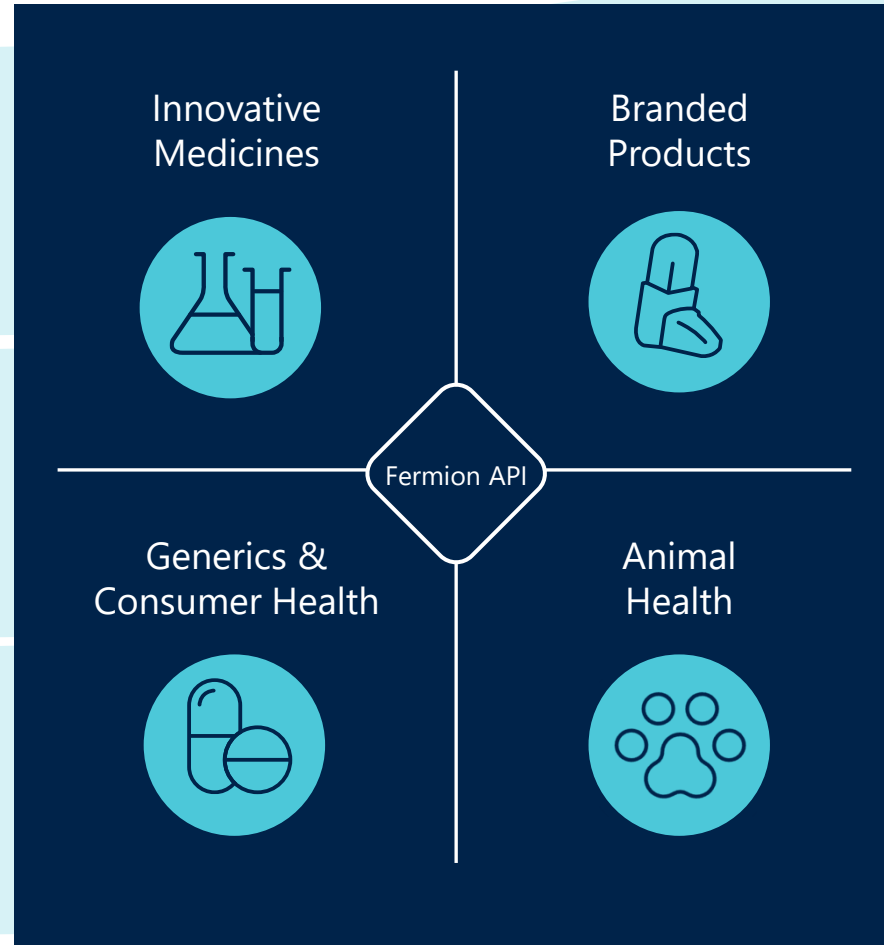 Innovative
Medicines
Branded
Products
Fermion API
Generics &
Consumer Health
Animal
Health